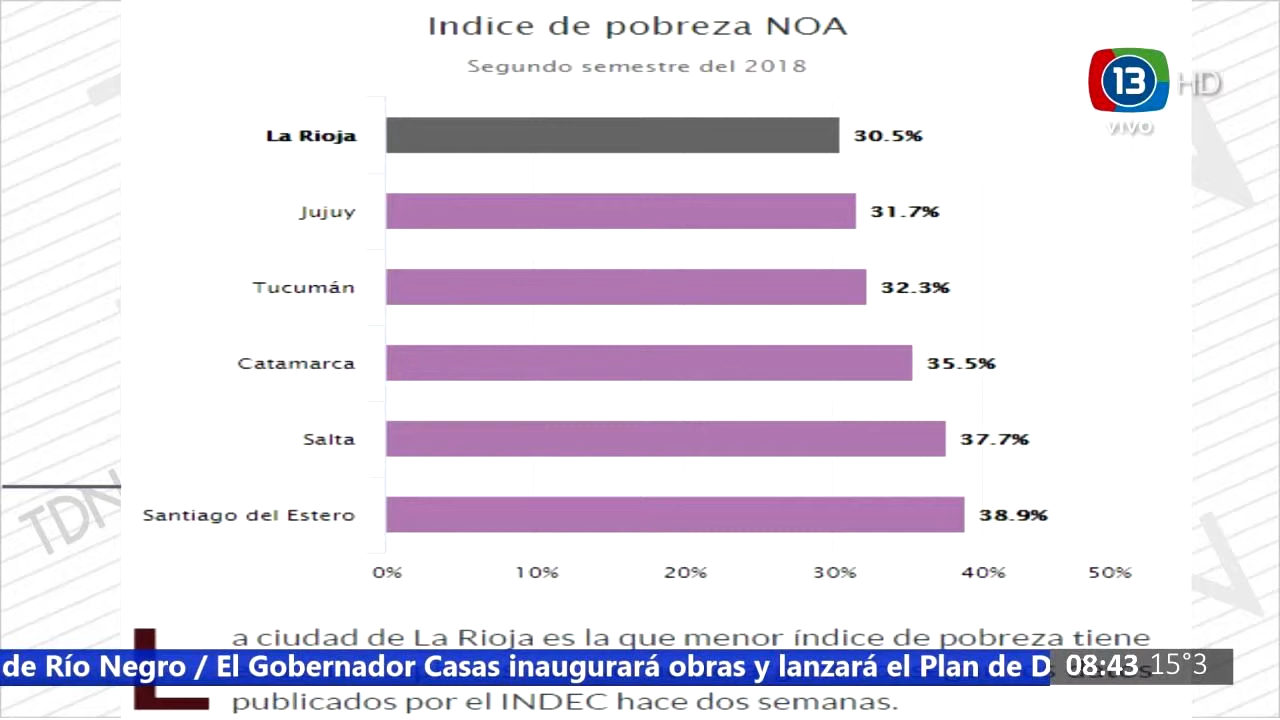 Indice de pobreza NOA
Segundo semestre del 2018
13 HD
VIVO
La Rioja 30.5%
Jujuy 31.7%
Tucumán 32.3%
Catamarca 35.5%
Salta 37.7%
Santiago del Estero 38.9%
0% 10% 20% 30% 40% 50%
TDN
La ciudad de La Rioja es la que menor índice de pobreza tiene
de Río Negro / El Gobernador Casas inaugurará obras y lanzará el Plan de D 08:43 15°3
publicados por el INDEC hace dos semanas.